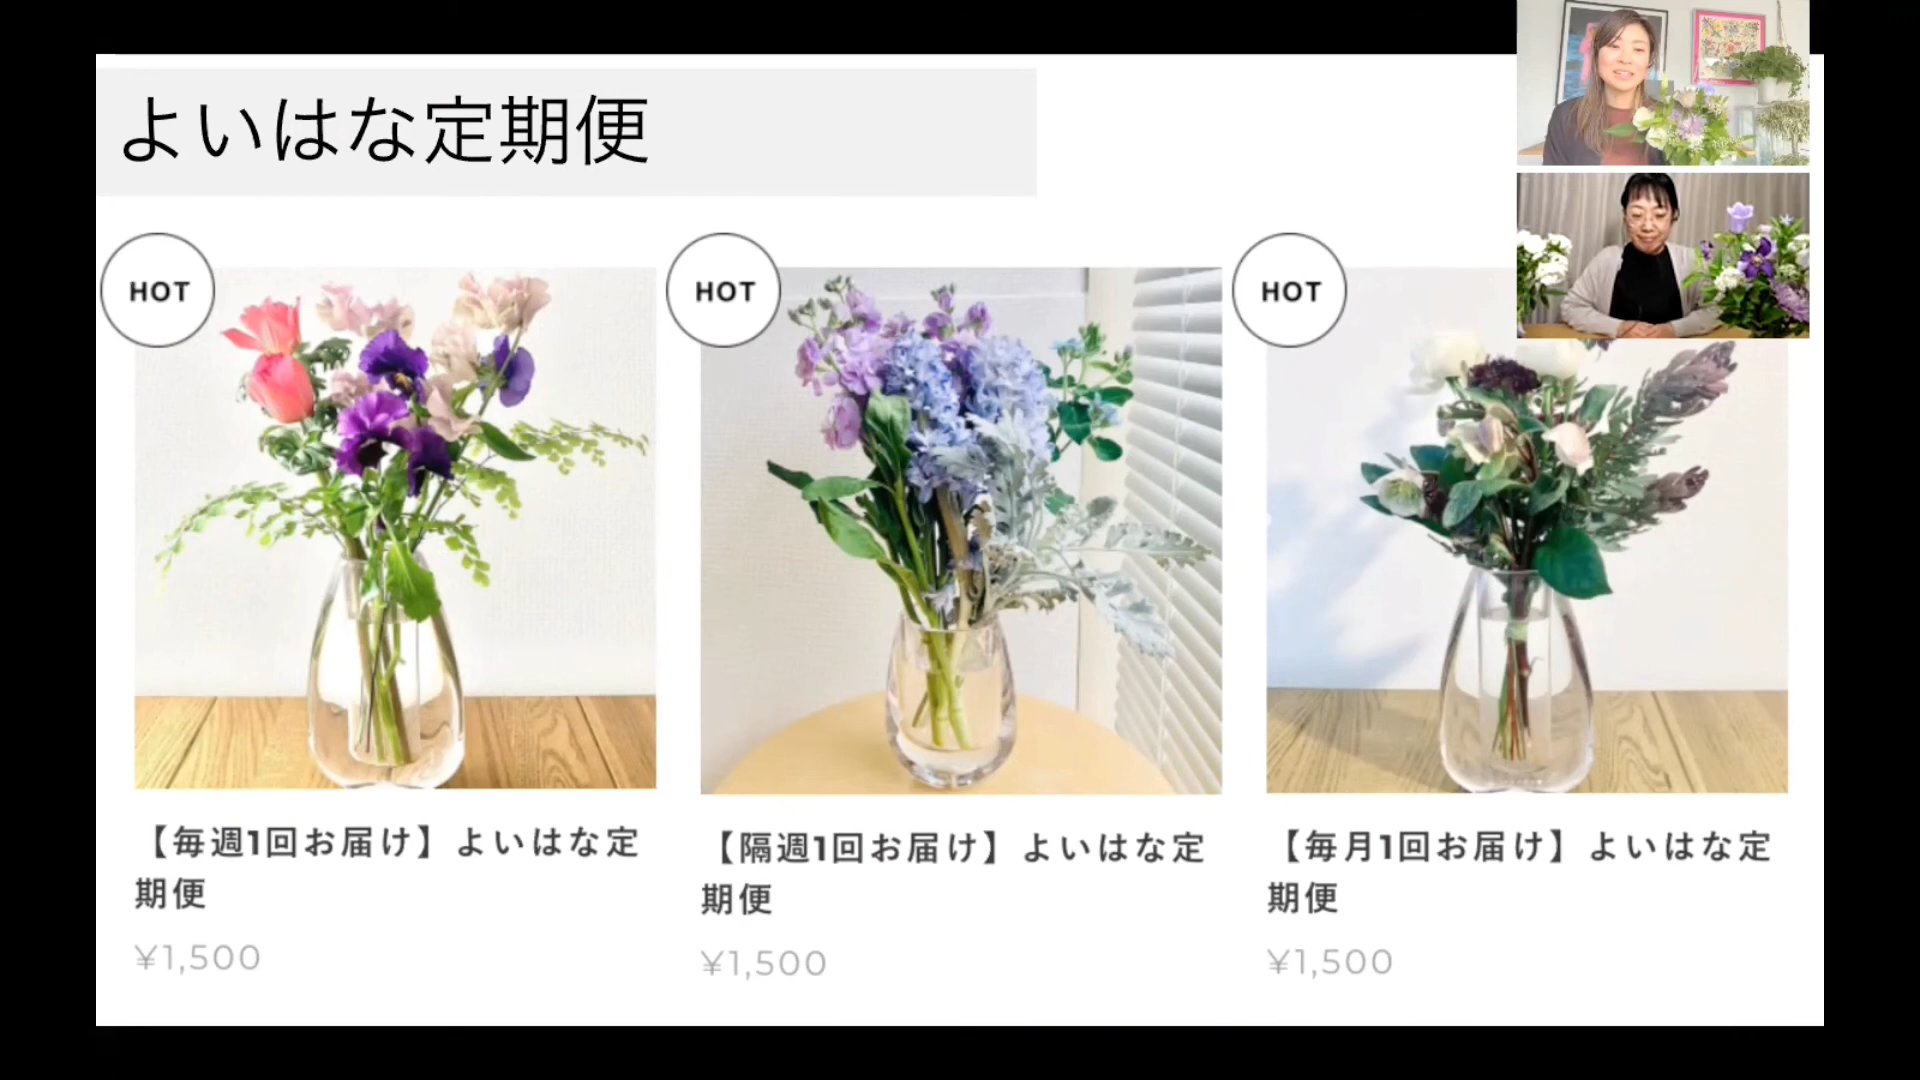 よいはな定期便
HOT
HOT
HOT
【毎週1回お届け】よいはな定
期便
¥1,500
【隔週1回お届け】よいはな定
期便
¥1,500
【毎月1回お届け】よいはな定
期便
¥1,500